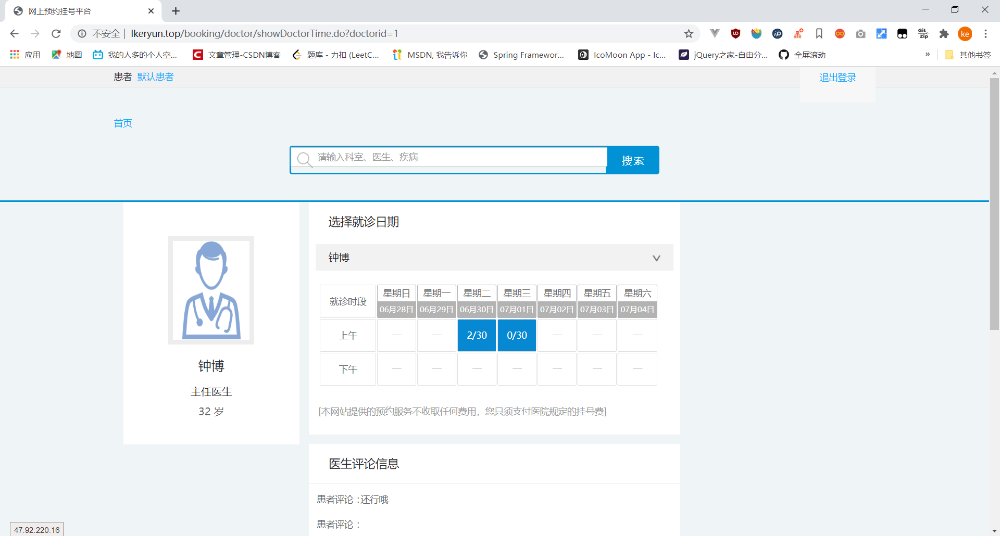 网上预约挂号平台
不安全 | lkeryun.top/booking/doctor/showDoctorTime.do?doctorid=1
UD
iP
Git
Zip
ke
应用
地圖
我的人多的个人空...
C
文章管理-CSDN博客
题库 - 力扣 (LeetC...
MSDN, 我告诉你
Spring Framewor...
IcoMoon App - Ic...
jQuery之家-自由分...
全屏滚动
»
其他书签
患者 默认患者
退出登录
首页
请输入科室、医生、疾病
搜索
选择就诊日期
钟博
就诊时段 星期日 星期一 星期二 星期三 星期四 星期五 星期六
06月28日 06月29日 06月30日 07月01日 07月02日 07月03日 07月04日
上午 — — 2/30 0/30 — — —
下午 — — — — — — —
[本网站提供的预约服务不收取任何费用，您只须支付医院规定的挂号费]
钟博
主任医生
32 岁
医生评论信息
患者评论 :还行哦
患者评论 :
47.92.220.16